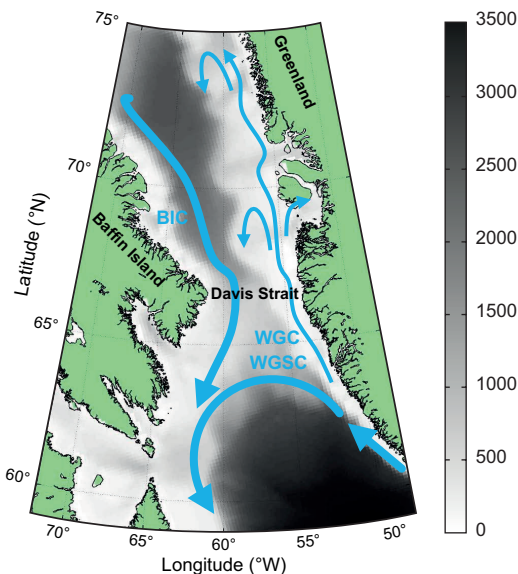 75°
70°
65°
60°
Latitude (°N)
Greenland
Baffin Island
BIC
Davis Strait
WGC
WGSC
70°
65°
60°
55°
50°
Longitude (°W)
3500
3000
2500
2000
1500
1000
500
0